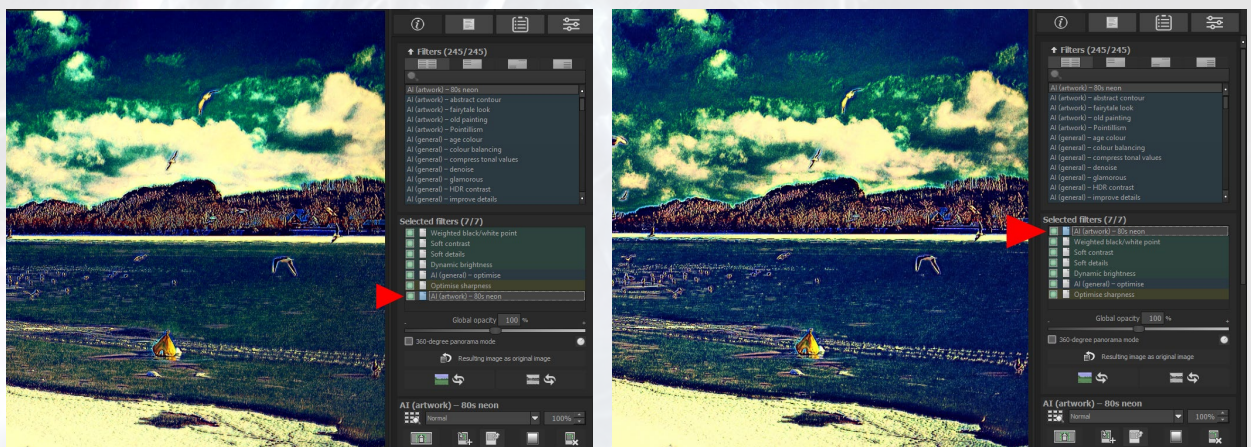 ↑ Filters (245/245)
AI (artwork) – 80s neon
AI (artwork) – abstract contour
AI (artwork) – fairytale look
AI (artwork) – old painting
AI (artwork) – Pointillism
AI (general) – age colour
AI (general) – colour balancing
AI (general) – compress tonal values
AI (general) – denoise
AI (general) – glamorous
AI (general) – HDR contrast
AI (general) – improve details
Selected filters (7/7)
Weighted black/white point
Soft contrast
Soft details
Dynamic brightness
AI (general) – optimise
Optimise sharpness
AI (artwork) – 80s neon
Global opacity 100 %
360-degree panorama mode
Resulting image as original image
AI (artwork) – 80s neon
Normal 100%
↑ Filters (245/245)
AI (artwork) – 80s neon
AI (artwork) – abstract contour
AI (artwork) – fairytale look
AI (artwork) – old painting
AI (artwork) – Pointillism
AI (general) – age colour
AI (general) – colour balancing
AI (general) – compress tonal values
AI (general) – denoise
AI (general) – glamorous
AI (general) – HDR contrast
AI (general) – improve details
Selected filters (7/7)
AI (artwork) – 80s neon
Weighted black/white point
Soft contrast
Soft details
Dynamic brightness
AI (general) – optimise
Optimise sharpness
Global opacity 100 %
360-degree panorama mode
Resulting image as original image
AI (artwork) – 80s neon
Normal 100%